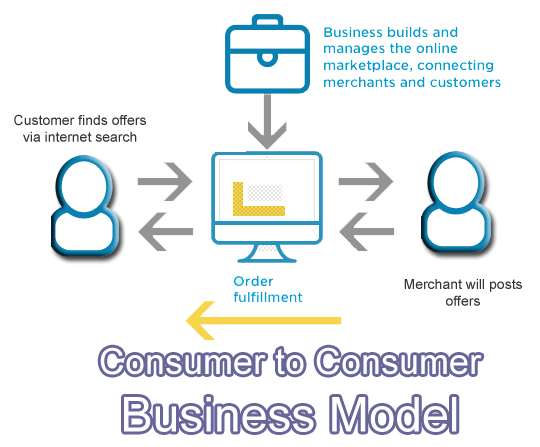 Business builds and
manages the online
marketplace, connecting
merchants and customers
Customer finds offers
via internet search
Order
fulfillment
Merchant will posts
offers
Consumer to Consumer
Business Model